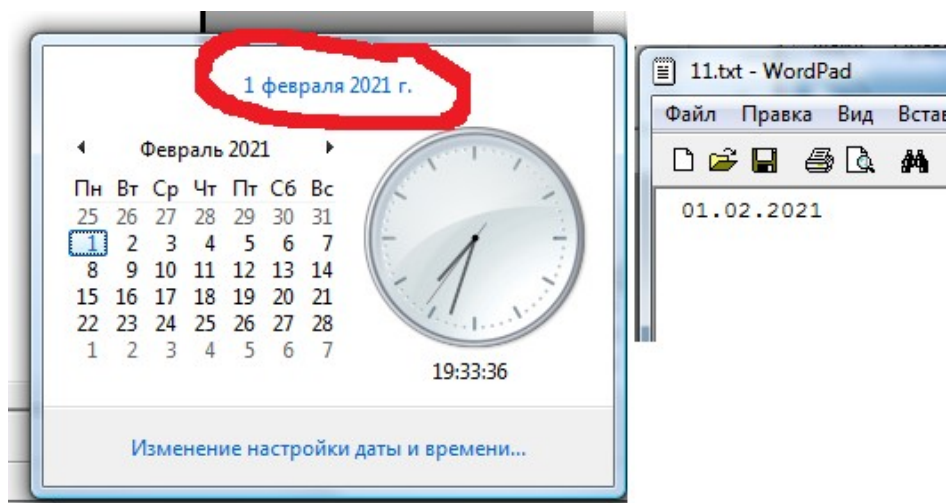 1 февраля 2021 г.
Февраль 2021
Пн Вт Ср Чт Пт Сб Вс
25 26 27 28 29 30 31
1 2 3 4 5 6 7
8 9 10 11 12 13 14
15 16 17 18 19 20 21
22 23 24 25 26 27 28
1 2 3 4 5 6 7
19:33:36
Изменение настройки даты и времени...
11.txt - WordPad
Файл Правка Вид Встав
01.02.2021